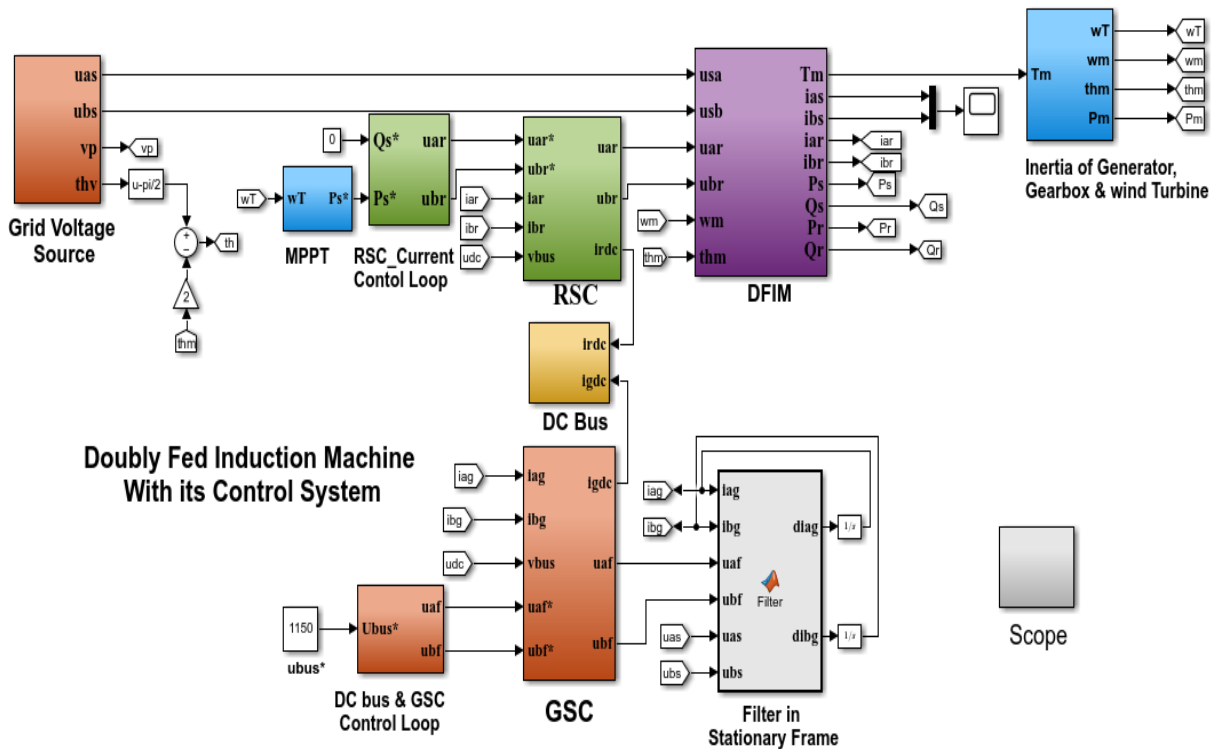 uas
ubs
vp
thv
Grid Voltage
Source
vp
u-pi/2
+
−
th
2
thm
wT
wT
Ps*
MPPT
0
Qs*
uar
Ps*
ubr
RSC_Current
Contol Loop
iar
ibr
udc
uar*
ubr*
iar
ibr
vbus
uar
ubr
irdc
RSC
wm
thm
usa
usb
uar
ubr
wm
thm
Tm
ias
ibs
iar
ibr
Ps
Qs
Pr
Qr
DFIM
iar
ibr
Ps
Qs
Pr
Qr
Tm
wT
wm
thm
Pm
wT
wm
thm
Pm
Inertia of Generator,
Gearbox & wind Turbine
irdc
igdc
DC Bus
Doubly Fed Induction Machine
With its Control System
iag
ibg
udc
1150
ubus*
Ubus*
uaf
ubf
DC bus & GSC
Control Loop
iag
ibg
vbus
uaf*
ubf*
igdc
uaf
ubf
GSC
iag
ibg
uas
ubs
iag
ibg
uaf
ubf
uas
ubs
diag
dibg
Filter
1/s
1/s
Filter in
Stationary Frame
Scope